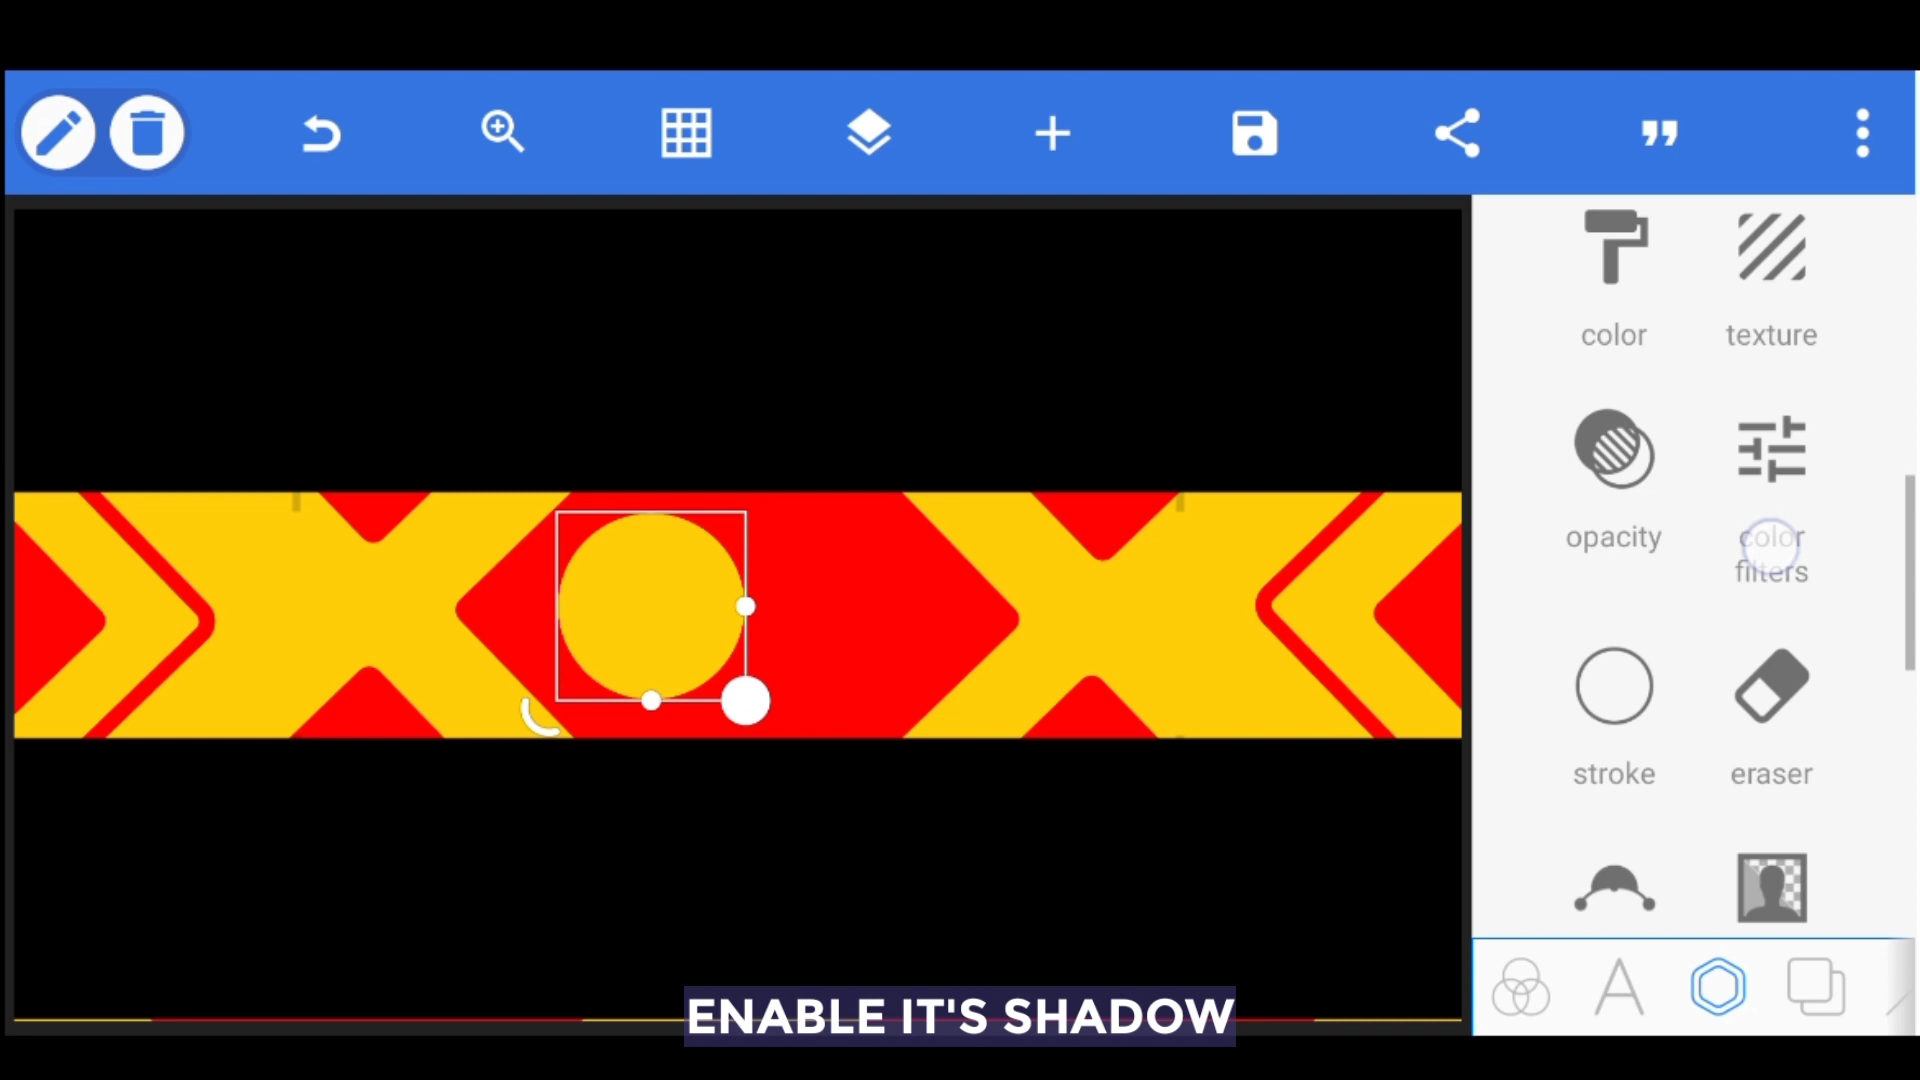 color
texture
opacity
color
filters
stroke
eraser
ENABLE IT'S SHADOW